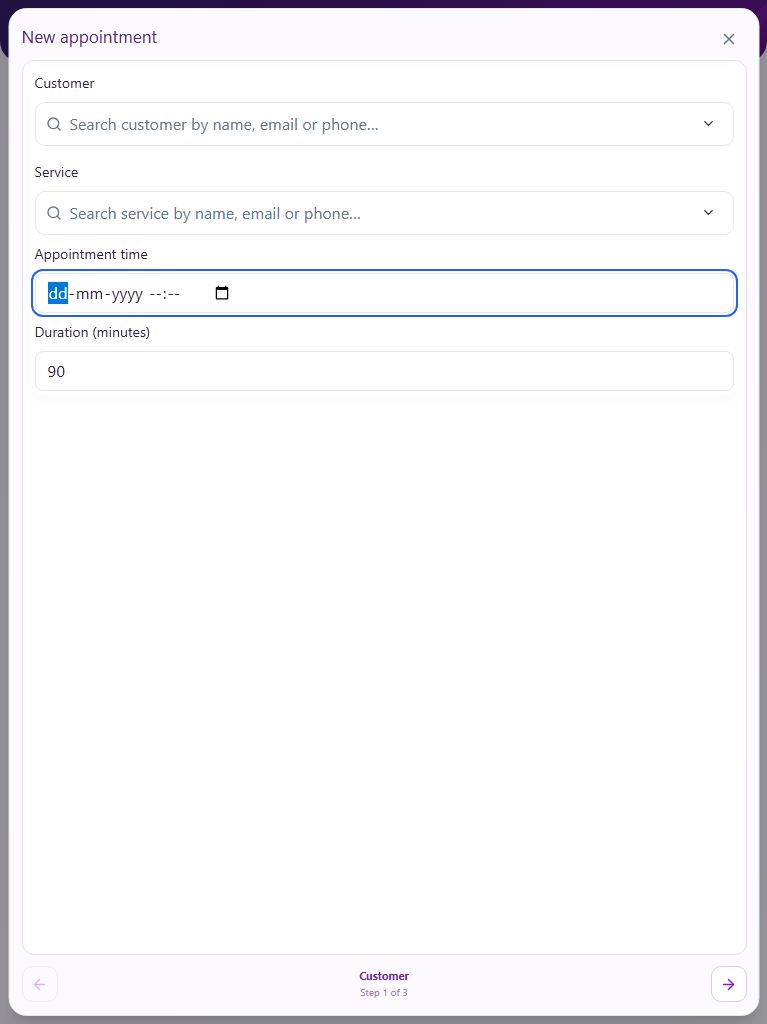 New appointment
Customer
Search customer by name, email or phone...
Service
Search service by name, email or phone...
Appointment time
dd-mm-yyyy --:--
Duration (minutes)
90
Customer
Step 1 of 3